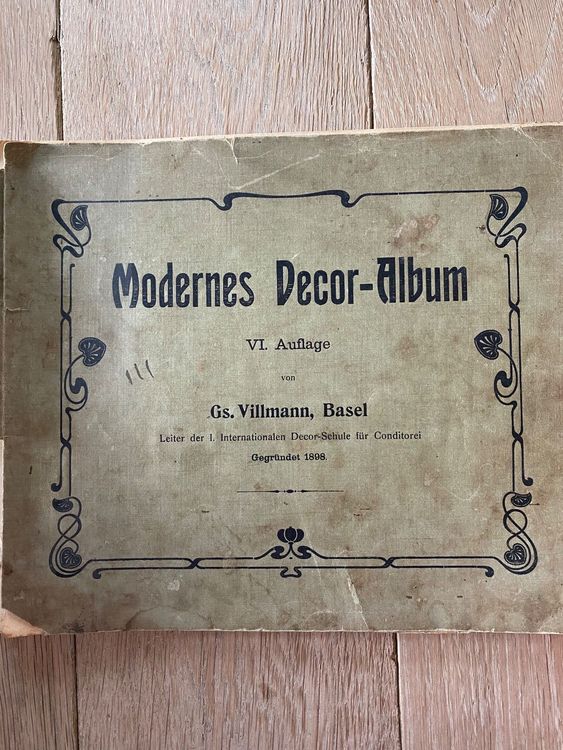 Modernes Decor-Album
VI. Auflage
von
Gs. Villmann, Basel
Leiter der I. Internationalen Decor-Schule für Conditorei
Gegründet 1898.